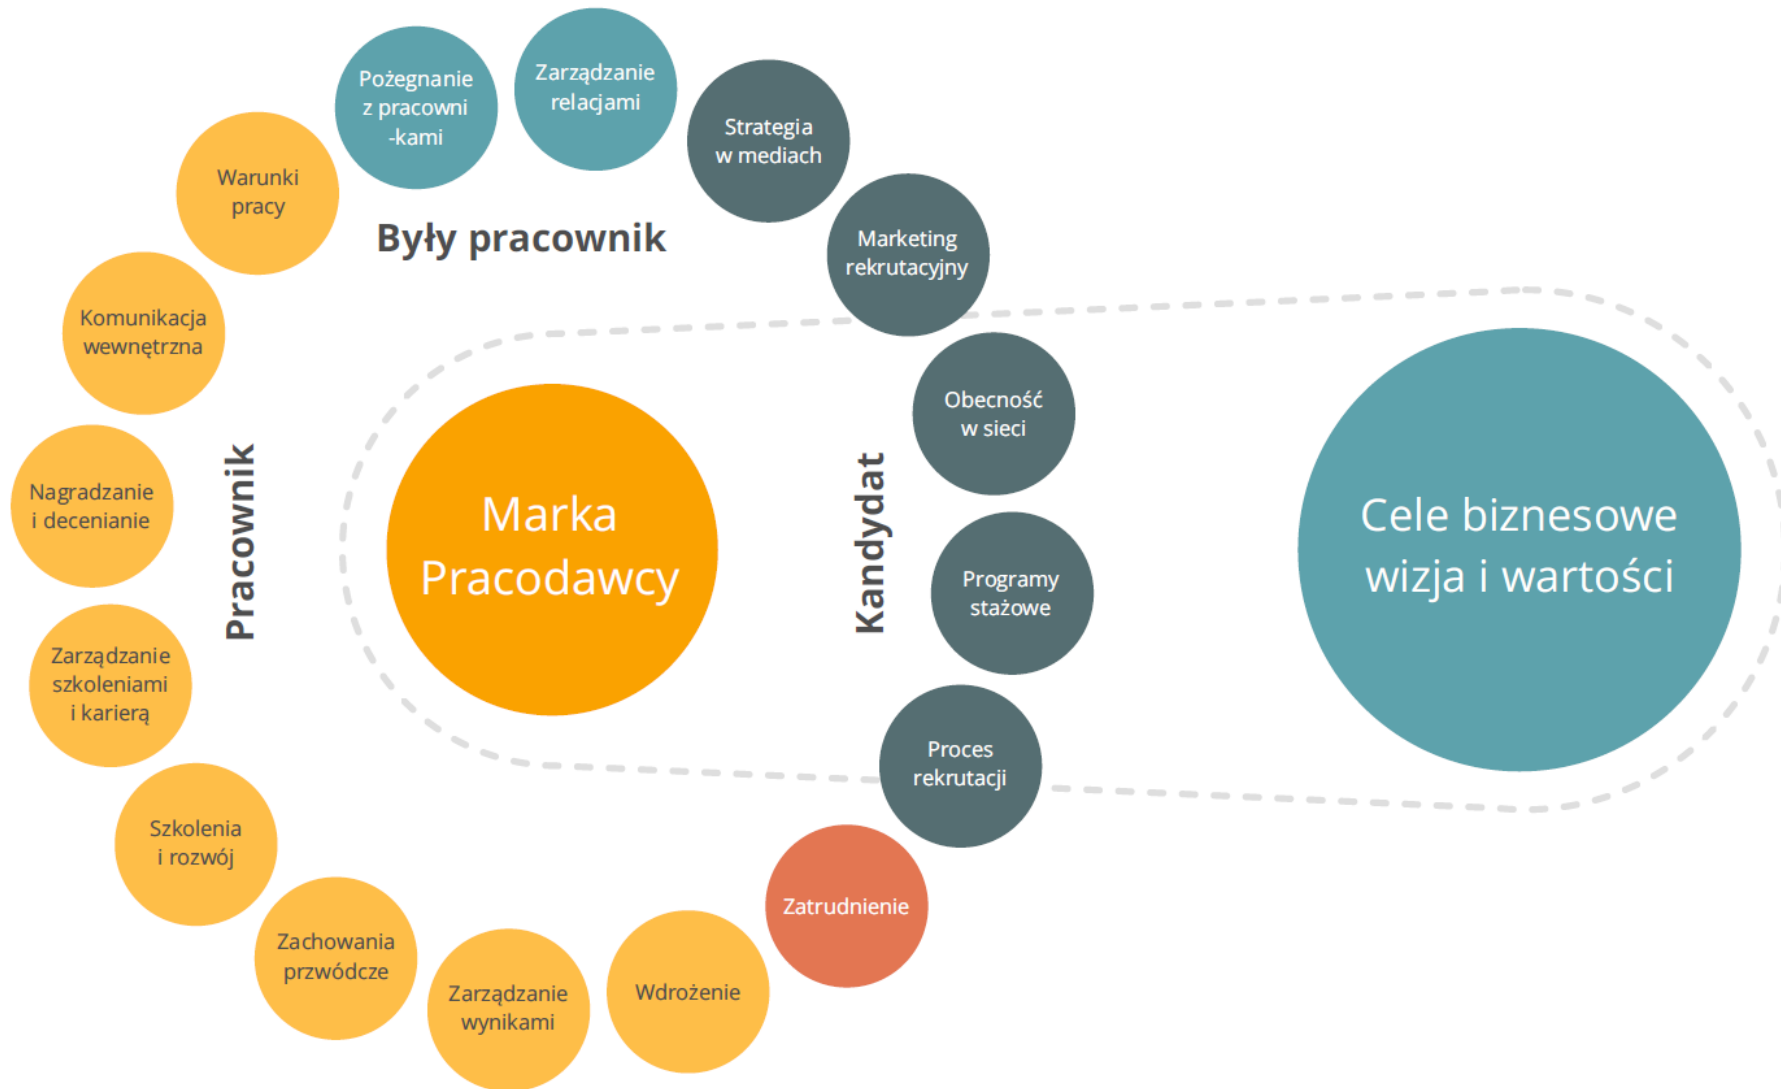 Pożegnanie
z pracowni
-kami
Zarządzanie
relacjami
Strategia
w mediach
Marketing
rekrutacyjny
Obecność
w sieci
Programy
stażowe
Proces
rekrutacji
Zatrudnienie
Wdrożenie
Zarządzanie
wynikami
Zachowania
przwódcze
Szkolenia
i rozwój
Zarządzanie
szkoleniami
i karierą
Nagradzanie
i decenianie
Komunikacja
wewnętrzna
Warunki
pracy
Były pracownik
Pracownik
Marka
Pracodawcy
Kandydat
Cele biznesowe
wizja i wartości